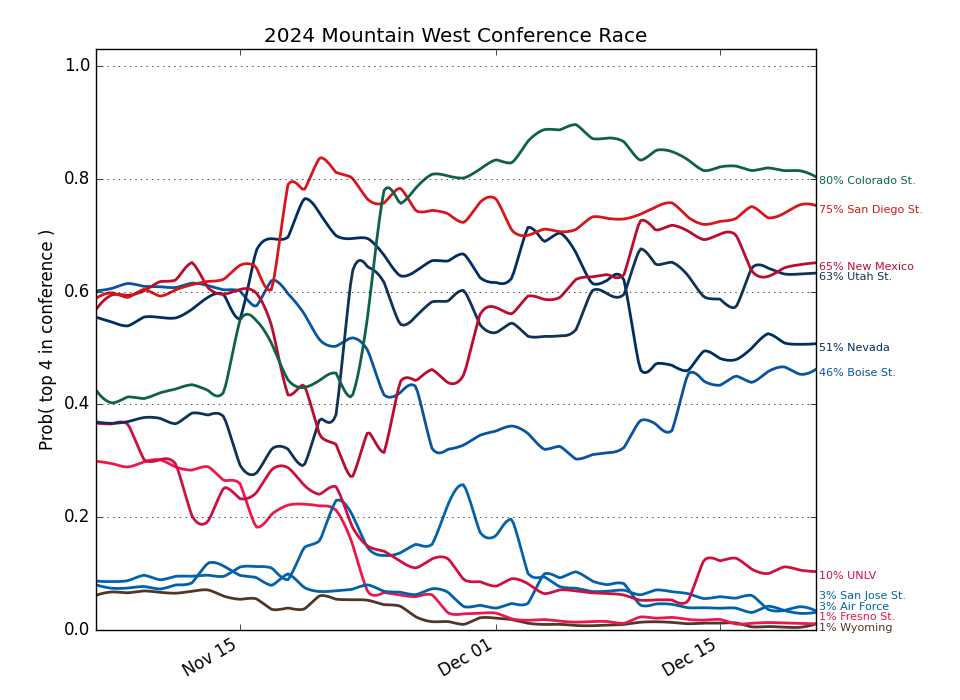 2024 Mountain West Conference Race
Prob( top 4 in conference )
1.0
0.8
0.6
0.4
0.2
0.0
Nov 15
Dec 01
Dec 15
80% Colorado St.
75% San Diego St.
65% New Mexico
63% Utah St.
51% Nevada
46% Boise St.
10% UNLV
3% San Jose St.
3% Air Force
1% Fresno St.
1% Wyoming